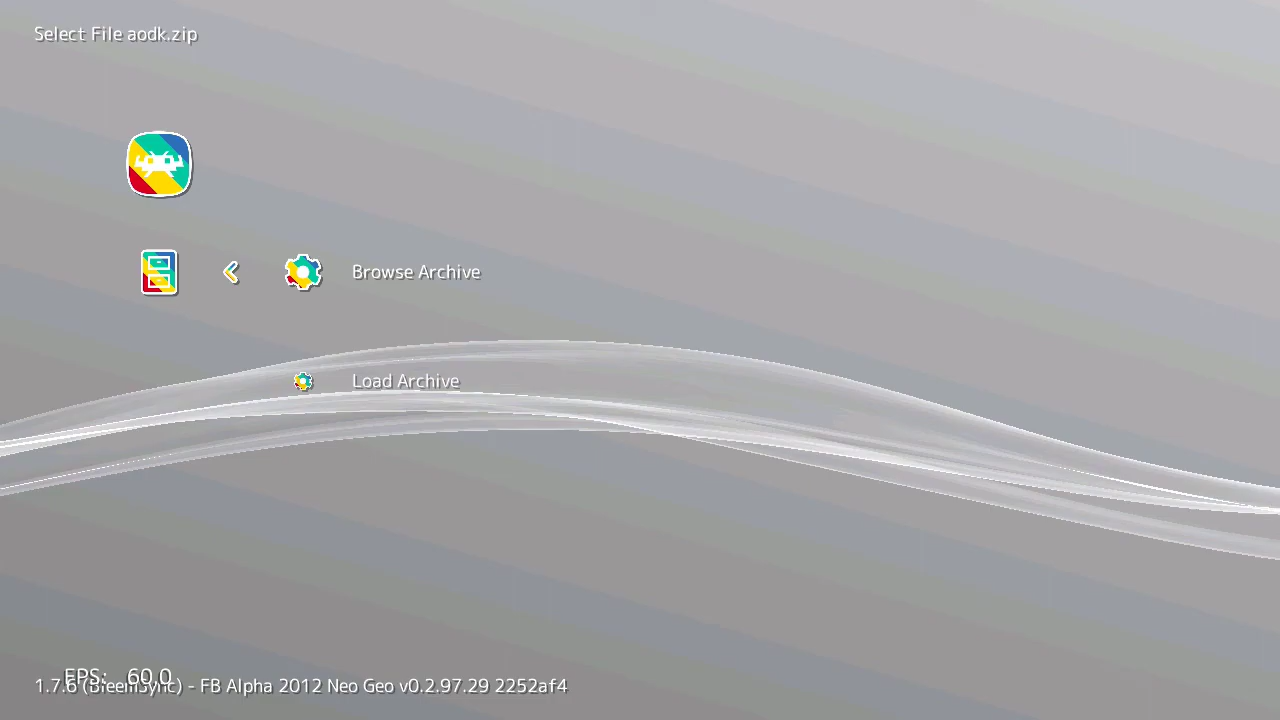 Select File aodk.zip
Browse Archive
Load Archive
FPS: 60.0
1.7.6 (BleemSync) - FB Alpha 2012 Neo Geo v0.2.97.29 2252af4